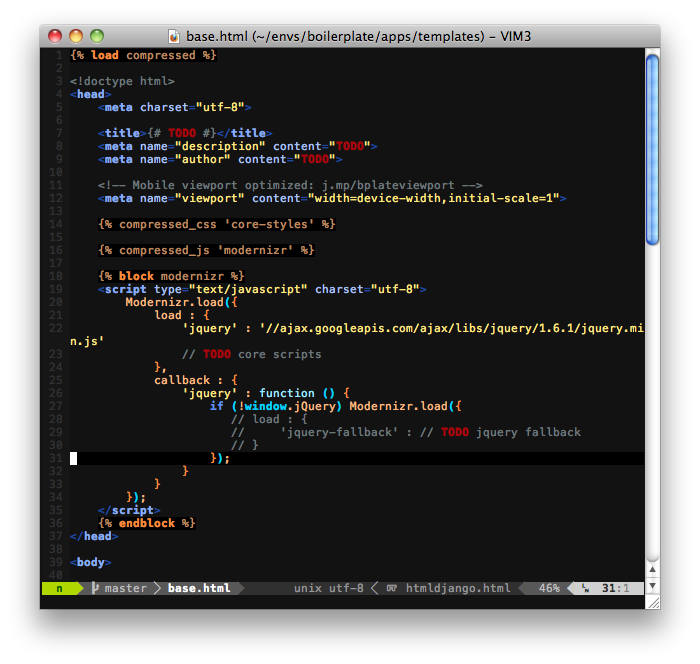 base.html (~/envs/boilerplate/apps/templates) – VIM3
1 {% load compressed %}
2
3 <!doctype html>
4 <head>
5     <meta charset="utf-8">
6
7     <title>{# TODO #}</title>
8     <meta name="description" content="TODO">
9     <meta name="author" content="TODO">
10
11     <!-- Mobile viewport optimized: j.mp/bplateviewport -->
12     <meta name="viewport" content="width=device-width,initial-scale=1">
13
14     {% compressed_css 'core-styles' %}
15
16     {% compressed_js 'modernizr' %}
17
18     {% block modernizr %}
19     <script type="text/javascript" charset="utf-8">
20         Modernizr.load({
21             load : {
22                 'jquery' : '//ajax.googleapis.com/ajax/libs/jquery/1.6.1/jquery.mi
n.js'
23                 // TODO core scripts
24             },
25             callback : {
26                 'jquery' : function () {
27                     if (!window.jQuery) Modernizr.load({
28                        // load : {
29                        //     'jquery-fallback' : // TODO jquery fallback
30                        // }
31                     });
32                 }
33             }
34         });
35     </script>
36     {% endblock %}
37 </head>
38
39 <body>
40
n master base.html unix utf-8 htmldjango.html 46% LN 31:1